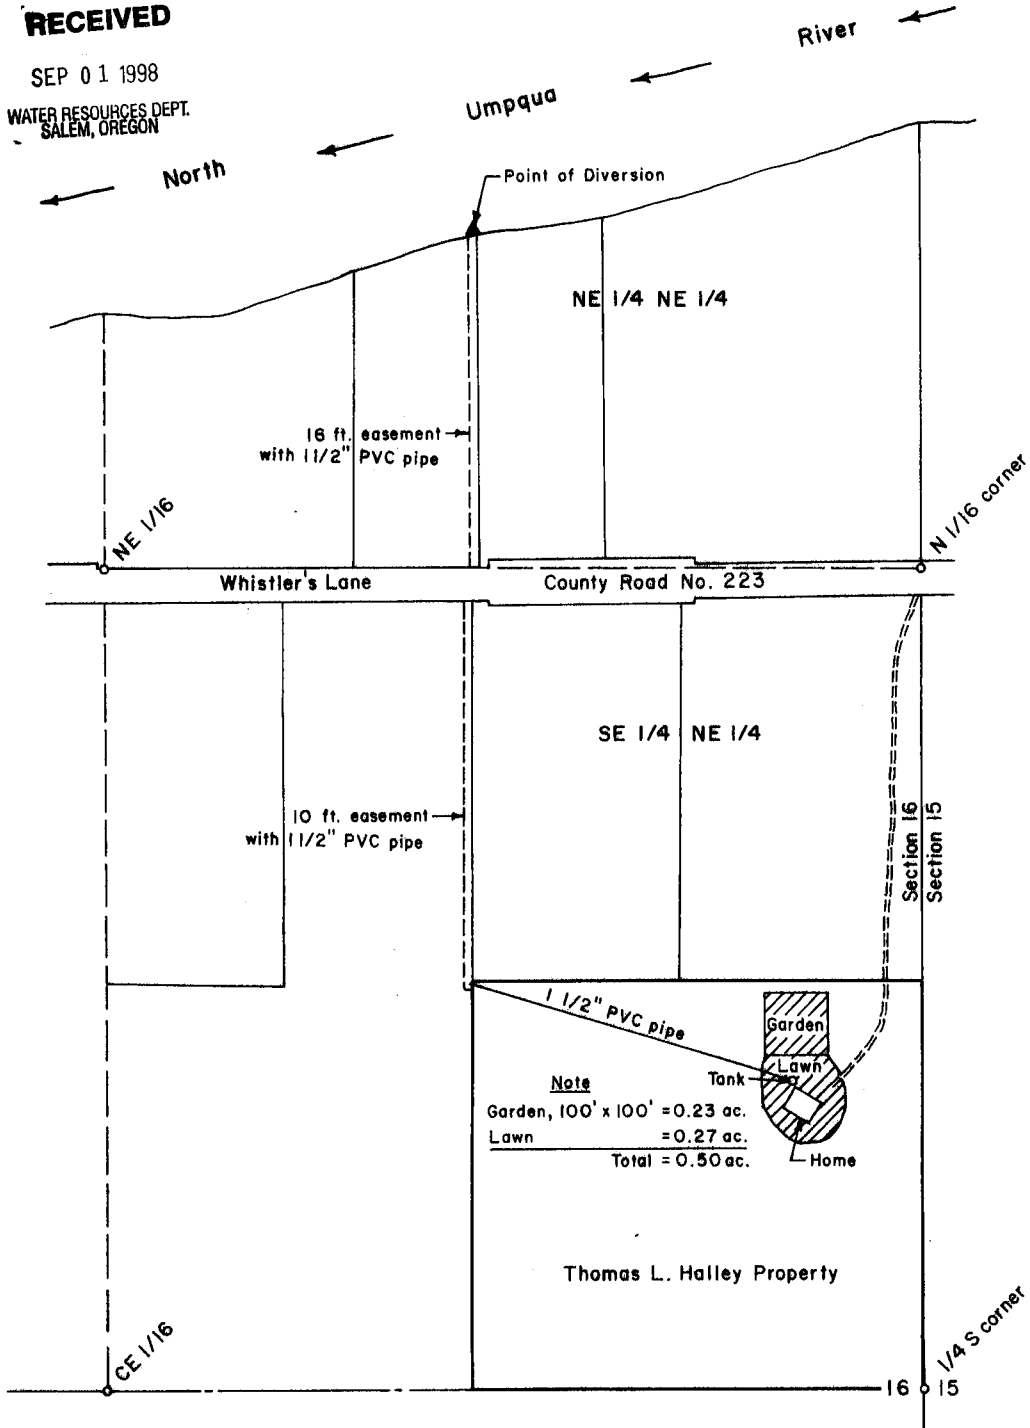 RECEIVED
SEP 01 1998
WATER RESOURCES DEPT.
SALEM, OREGON
North Umpqua River
Point of Diversion
NE 1/4 NE 1/4
16 ft. easement
with 1 1/2" PVC pipe
NE 1/16
N 1/16 corner
Whistler's Lane
County Road No. 223
SE 1/4 NE 1/4
10 ft. easement
with 1 1/2" PVC pipe
Section 16
Section 15
1 1/2" PVC pipe
Garden
Lawn
Tank
Note
Garden, 100' x 100' = 0.23 ac.
Lawn = 0.27 ac.
Total = 0.50 ac.
Home
Thomas L. Halley Property
CE 1/16
1/4 S corner
16 15